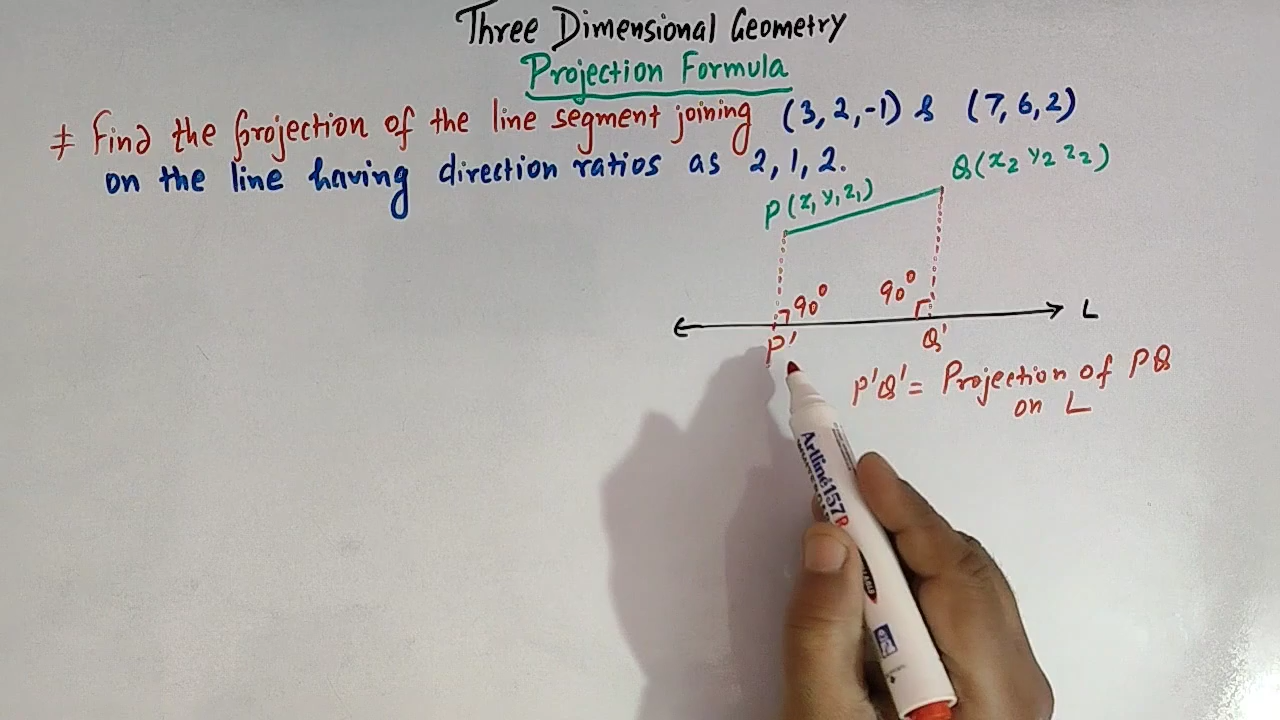 Three Dimensional Geometry
Projection Formula
≠ Find the projection of the line segment joining (3, 2, -1) & (7, 6, 2)
on the line having direction ratios as 2, 1, 2.
P(x₁ y₁ z₁)
Q(x₂ y₂ z₂)
90°
90°
L
P'
Q'
P'Q' = Projection of PQ
on L
Artline 157R